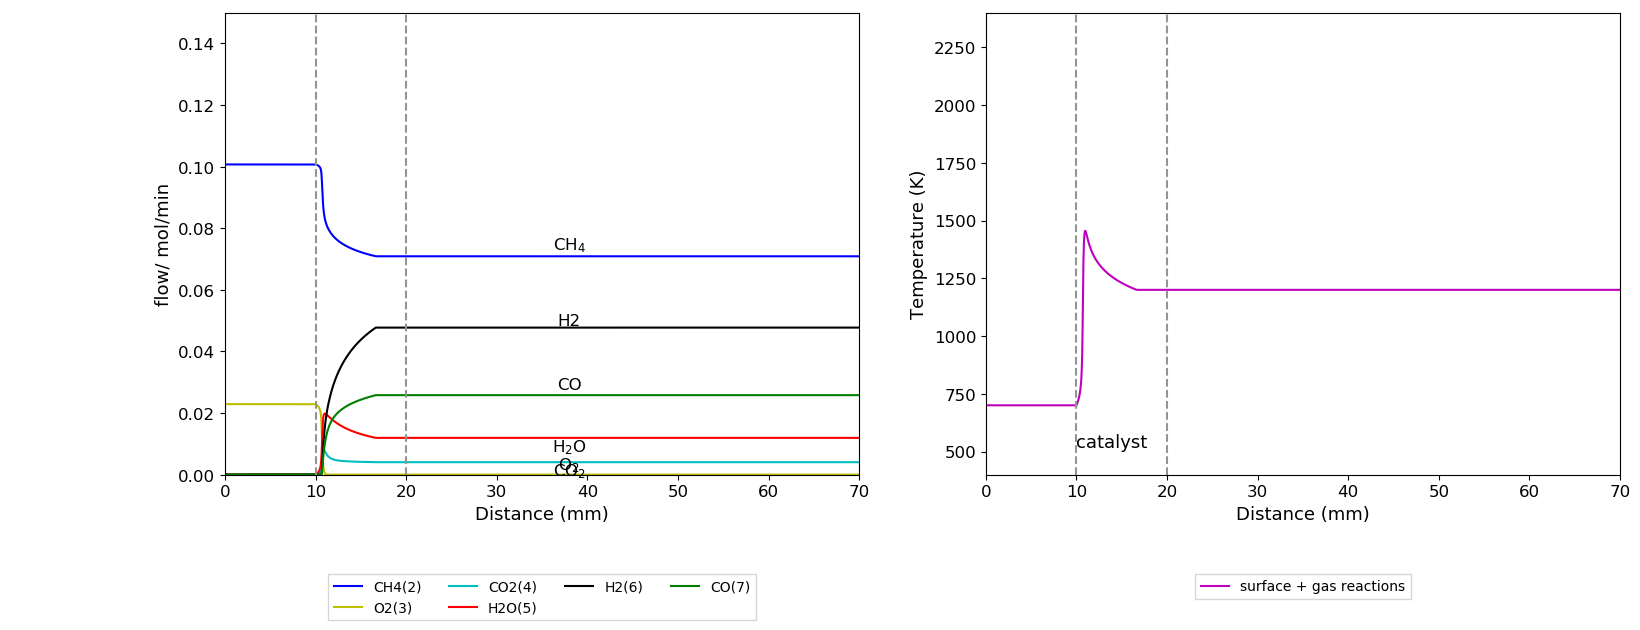 0.14
0.12
0.10
0.08
0.06
0.04
0.02
0.00
flow/ mol/min
CH₄
H2
CO
H₂O
O₂
CO₂
0 10 20 30 40 50 60 70
Distance (mm)
CH4(2) CO2(4) H2(6) CO(7)
O2(3) H2O(5)
2250
2000
1750
1500
1250
1000
750
500
Temperature (K)
catalyst
0 10 20 30 40 50 60 70
Distance (mm)
surface + gas reactions